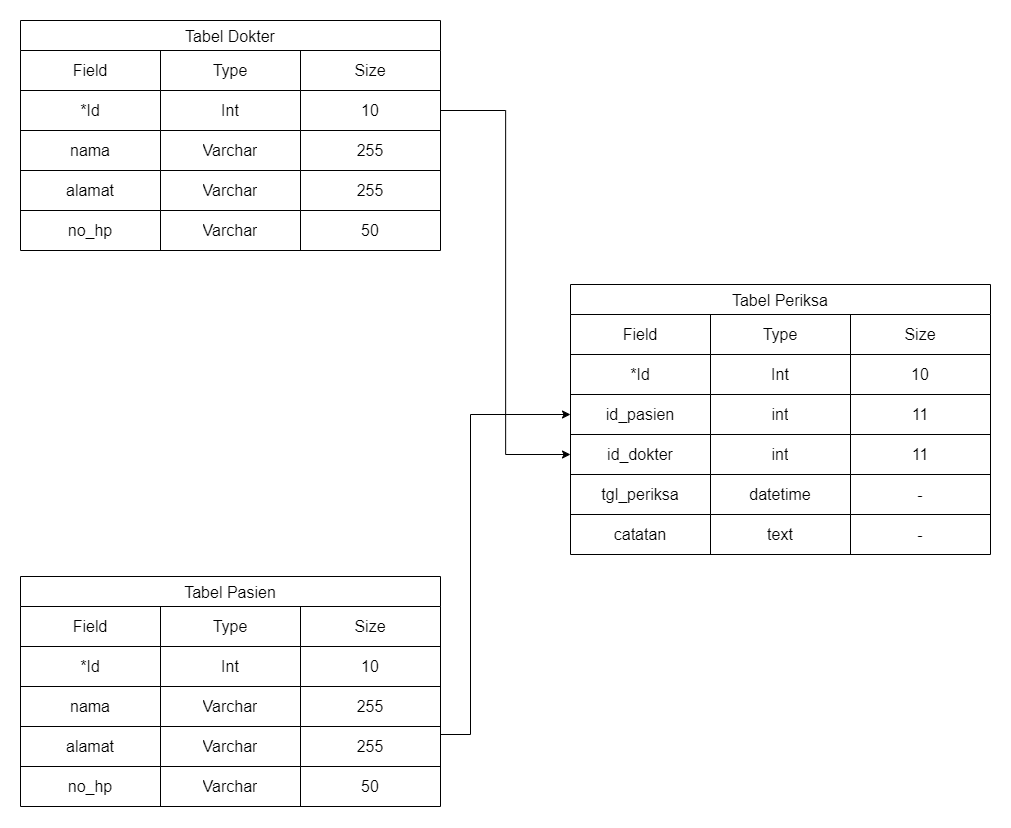 Tabel Dokter
Field Type Size
*Id Int 10
nama Varchar 255
alamat Varchar 255
no_hp Varchar 50
Tabel Periksa
Field Type Size
*Id Int 10
id_pasien int 11
id_dokter int 11
tgl_periksa datetime -
catatan text -
Tabel Pasien
Field Type Size
*Id Int 10
nama Varchar 255
alamat Varchar 255
no_hp Varchar 50